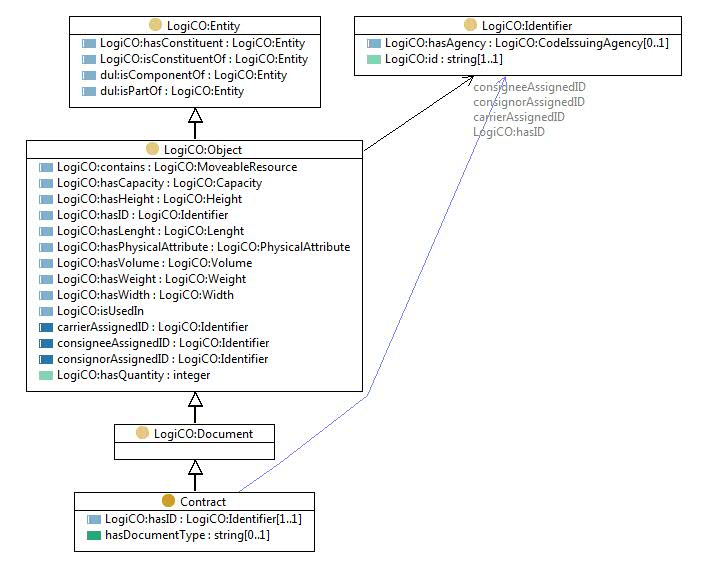 LogiCO:Entity
LogiCO:hasConstituent : LogiCO:Entity
LogiCO:isConstituentOf : LogiCO:Entity
dul:isComponentOf : LogiCO:Entity
dul:isPartOf : LogiCO:Entity
LogiCO:Identifier
LogiCO:hasAgency : LogiCO:CodeIssuingAgency[0..1]
LogiCO:id : string[1..1]
consigneeAssignedID
consignorAssignedID
carrierAssignedID
LogiCO:hasID
LogiCO:Object
LogiCO:contains : LogiCO:MoveableResource
LogiCO:hasCapacity : LogiCO:Capacity
LogiCO:hasHeight : LogiCO:Height
LogiCO:hasID : LogiCO:Identifier
LogiCO:hasLenght : LogiCO:Lenght
LogiCO:hasPhysicalAttribute : LogiCO:PhysicalAttribute
LogiCO:hasVolume : LogiCO:Volume
LogiCO:hasWeight : LogiCO:Weight
LogiCO:hasWidth : LogiCO:Width
LogiCO:isUsedIn
carrierAssignedID : LogiCO:Identifier
consigneeAssignedID : LogiCO:Identifier
consignorAssignedID : LogiCO:Identifier
LogiCO:hasQuantity : integer
LogiCO:Document
Contract
LogiCO:hasID : LogiCO:Identifier[1..1]
hasDocumentType : string[0..1]